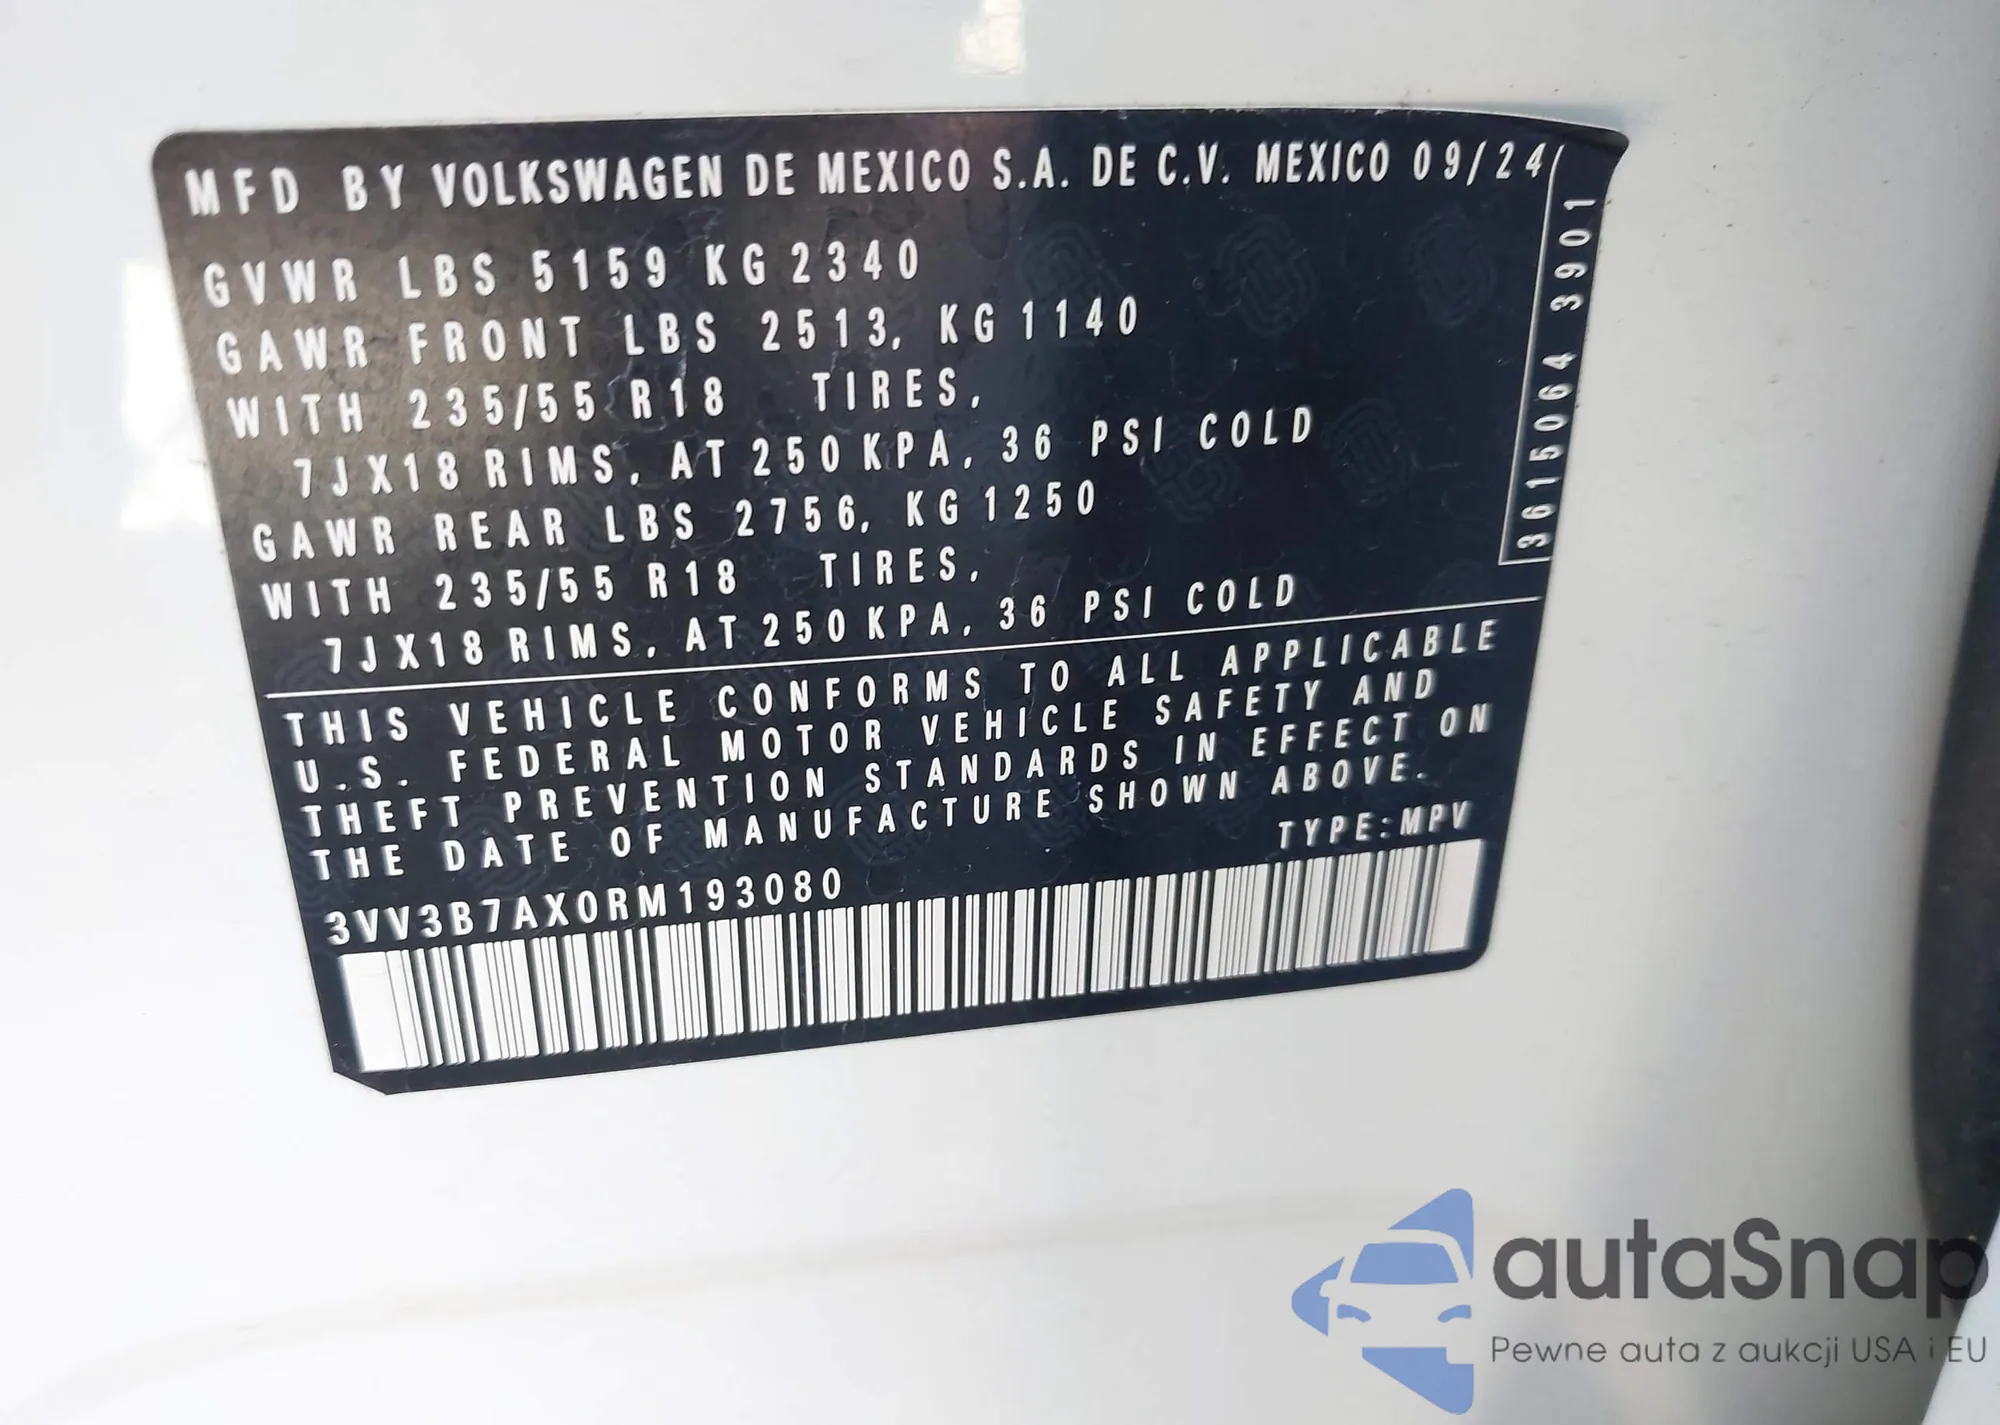 MFD BY VOLKSWAGEN DE MEXICO S.A. DE C.V. MEXICO 09/24
GVWR LBS 5159 KG 2340
GAWR FRONT LBS 2513, KG 1140
WITH 235/55 R18 TIRES,
7JX18 RIMS, AT 250 KPA, 36 PSI COLD
GAWR REAR LBS 2756, KG 1250
WITH 235/55 R18 TIRES,
7JX18 RIMS, AT 250 KPA, 36 PSI COLD
3615064 3901
THIS VEHICLE CONFORMS TO ALL APPLICABLE
U.S. FEDERAL MOTOR VEHICLE SAFETY AND
THEFT PREVENTION STANDARDS IN EFFECT ON
THE DATE OF MANUFACTURE SHOWN ABOVE.
TYPE:MPV
3VV3B7AX0RM193080
autaSnap
Pewne auta z aukcji USA i EU